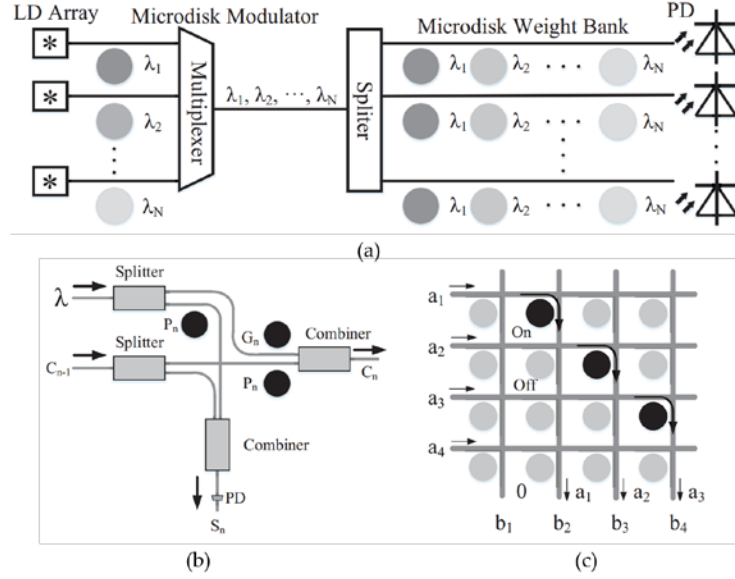 LD Array Microdisk Modulator Microdisk Weight Bank PD
* λ1 Multiplexer λ1, λ2, ···, λN Spliter λ1 λ2 ··· λN
* λ2 λ1 λ2 ··· λN
* λN λ1 λ2 ··· λN
(a)
Splitter
λ
Pn
Gn
Combiner
Splitter
Cn-1
Pn
Cn
Combiner
PD
Sn
(b)
a1
On
a2
Off
a3
a4
0 a1 a2 a3
b1 b2 b3 b4
(c)